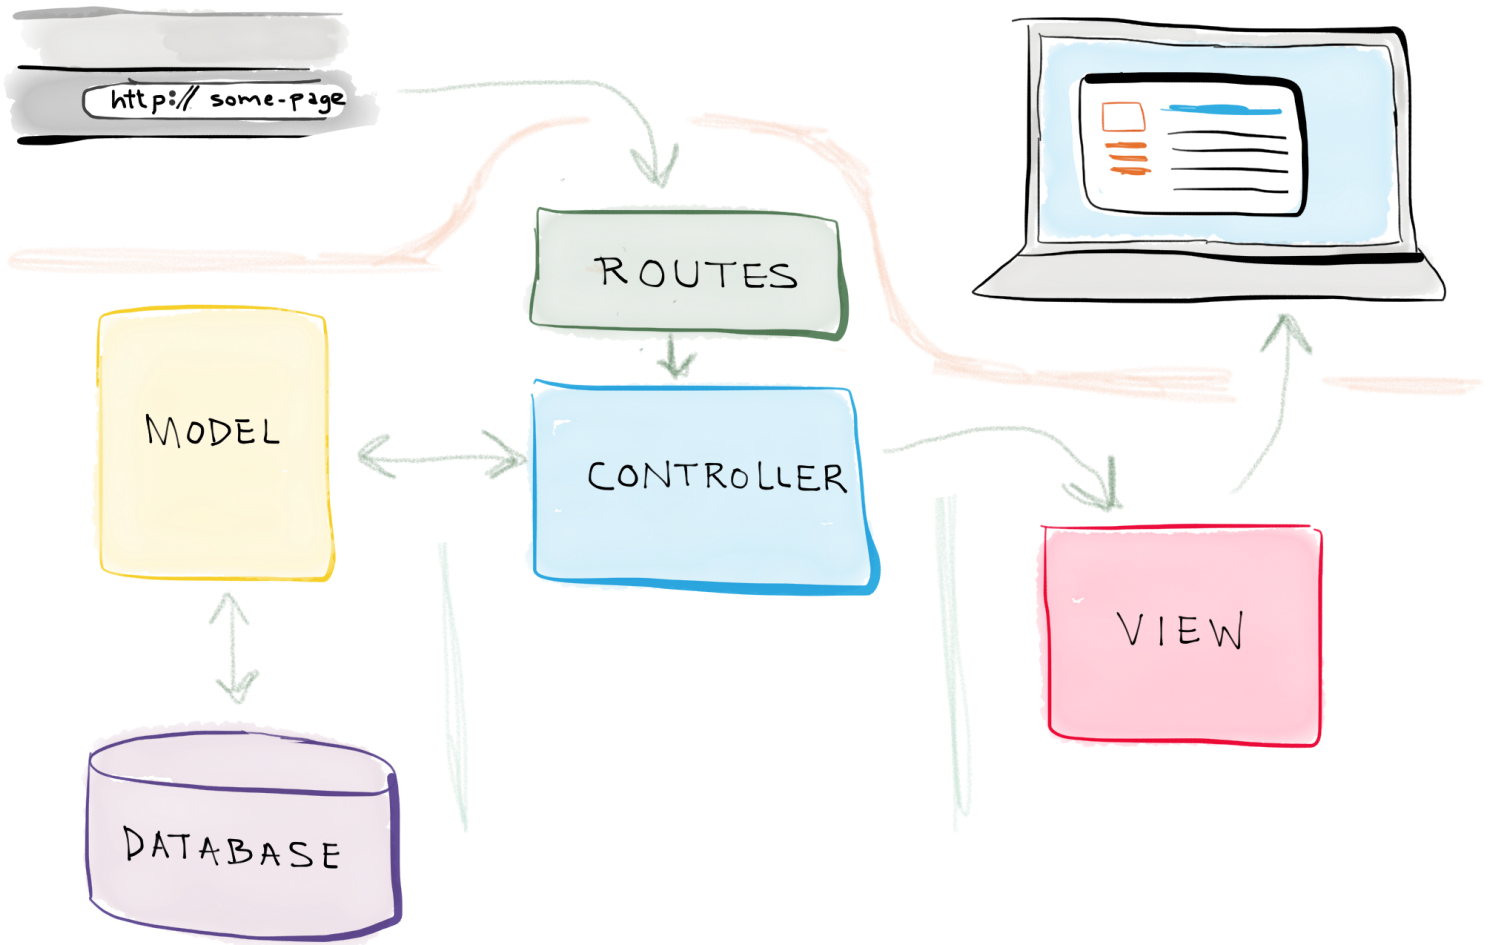 http:// some-page
ROUTES
MODEL
CONTROLLER
VIEW
DATABASE